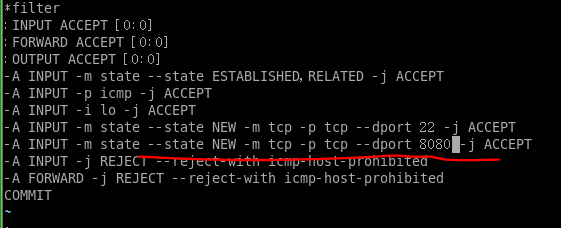 *filter
:INPUT ACCEPT [0:0]
:FORWARD ACCEPT [0:0]
:OUTPUT ACCEPT [0:0]
-A INPUT -m state --state ESTABLISHED,RELATED -j ACCEPT
-A INPUT -p icmp -j ACCEPT
-A INPUT -i lo -j ACCEPT
-A INPUT -m state --state NEW -m tcp -p tcp --dport 22 -j ACCEPT
-A INPUT -m state --state NEW -m tcp -p tcp --dport 8080 -j ACCEPT
-A INPUT -j REJECT --reject-with icmp-host-prohibited
-A FORWARD -j REJECT --reject-with icmp-host-prohibited
COMMIT
~